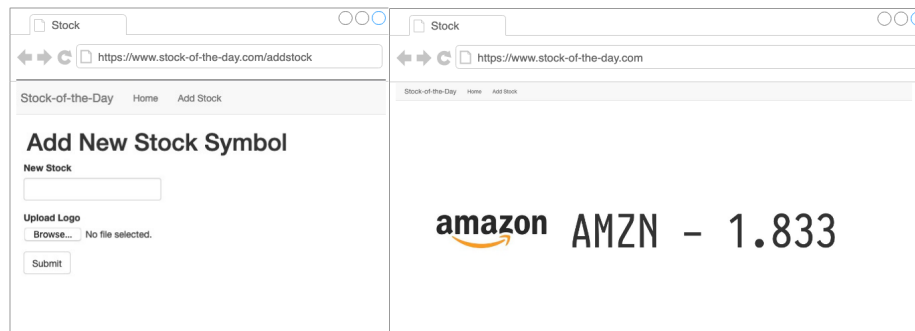 Stock
https://www.stock-of-the-day.com/addstock
Stock-of-the-Day Home Add Stock
Add New Stock Symbol
New Stock
Upload Logo
Browse... No file selected.
Submit
Stock
https://www.stock-of-the-day.com
Stock-of-the-Day Home Add Stock
amazon AMZN - 1.833